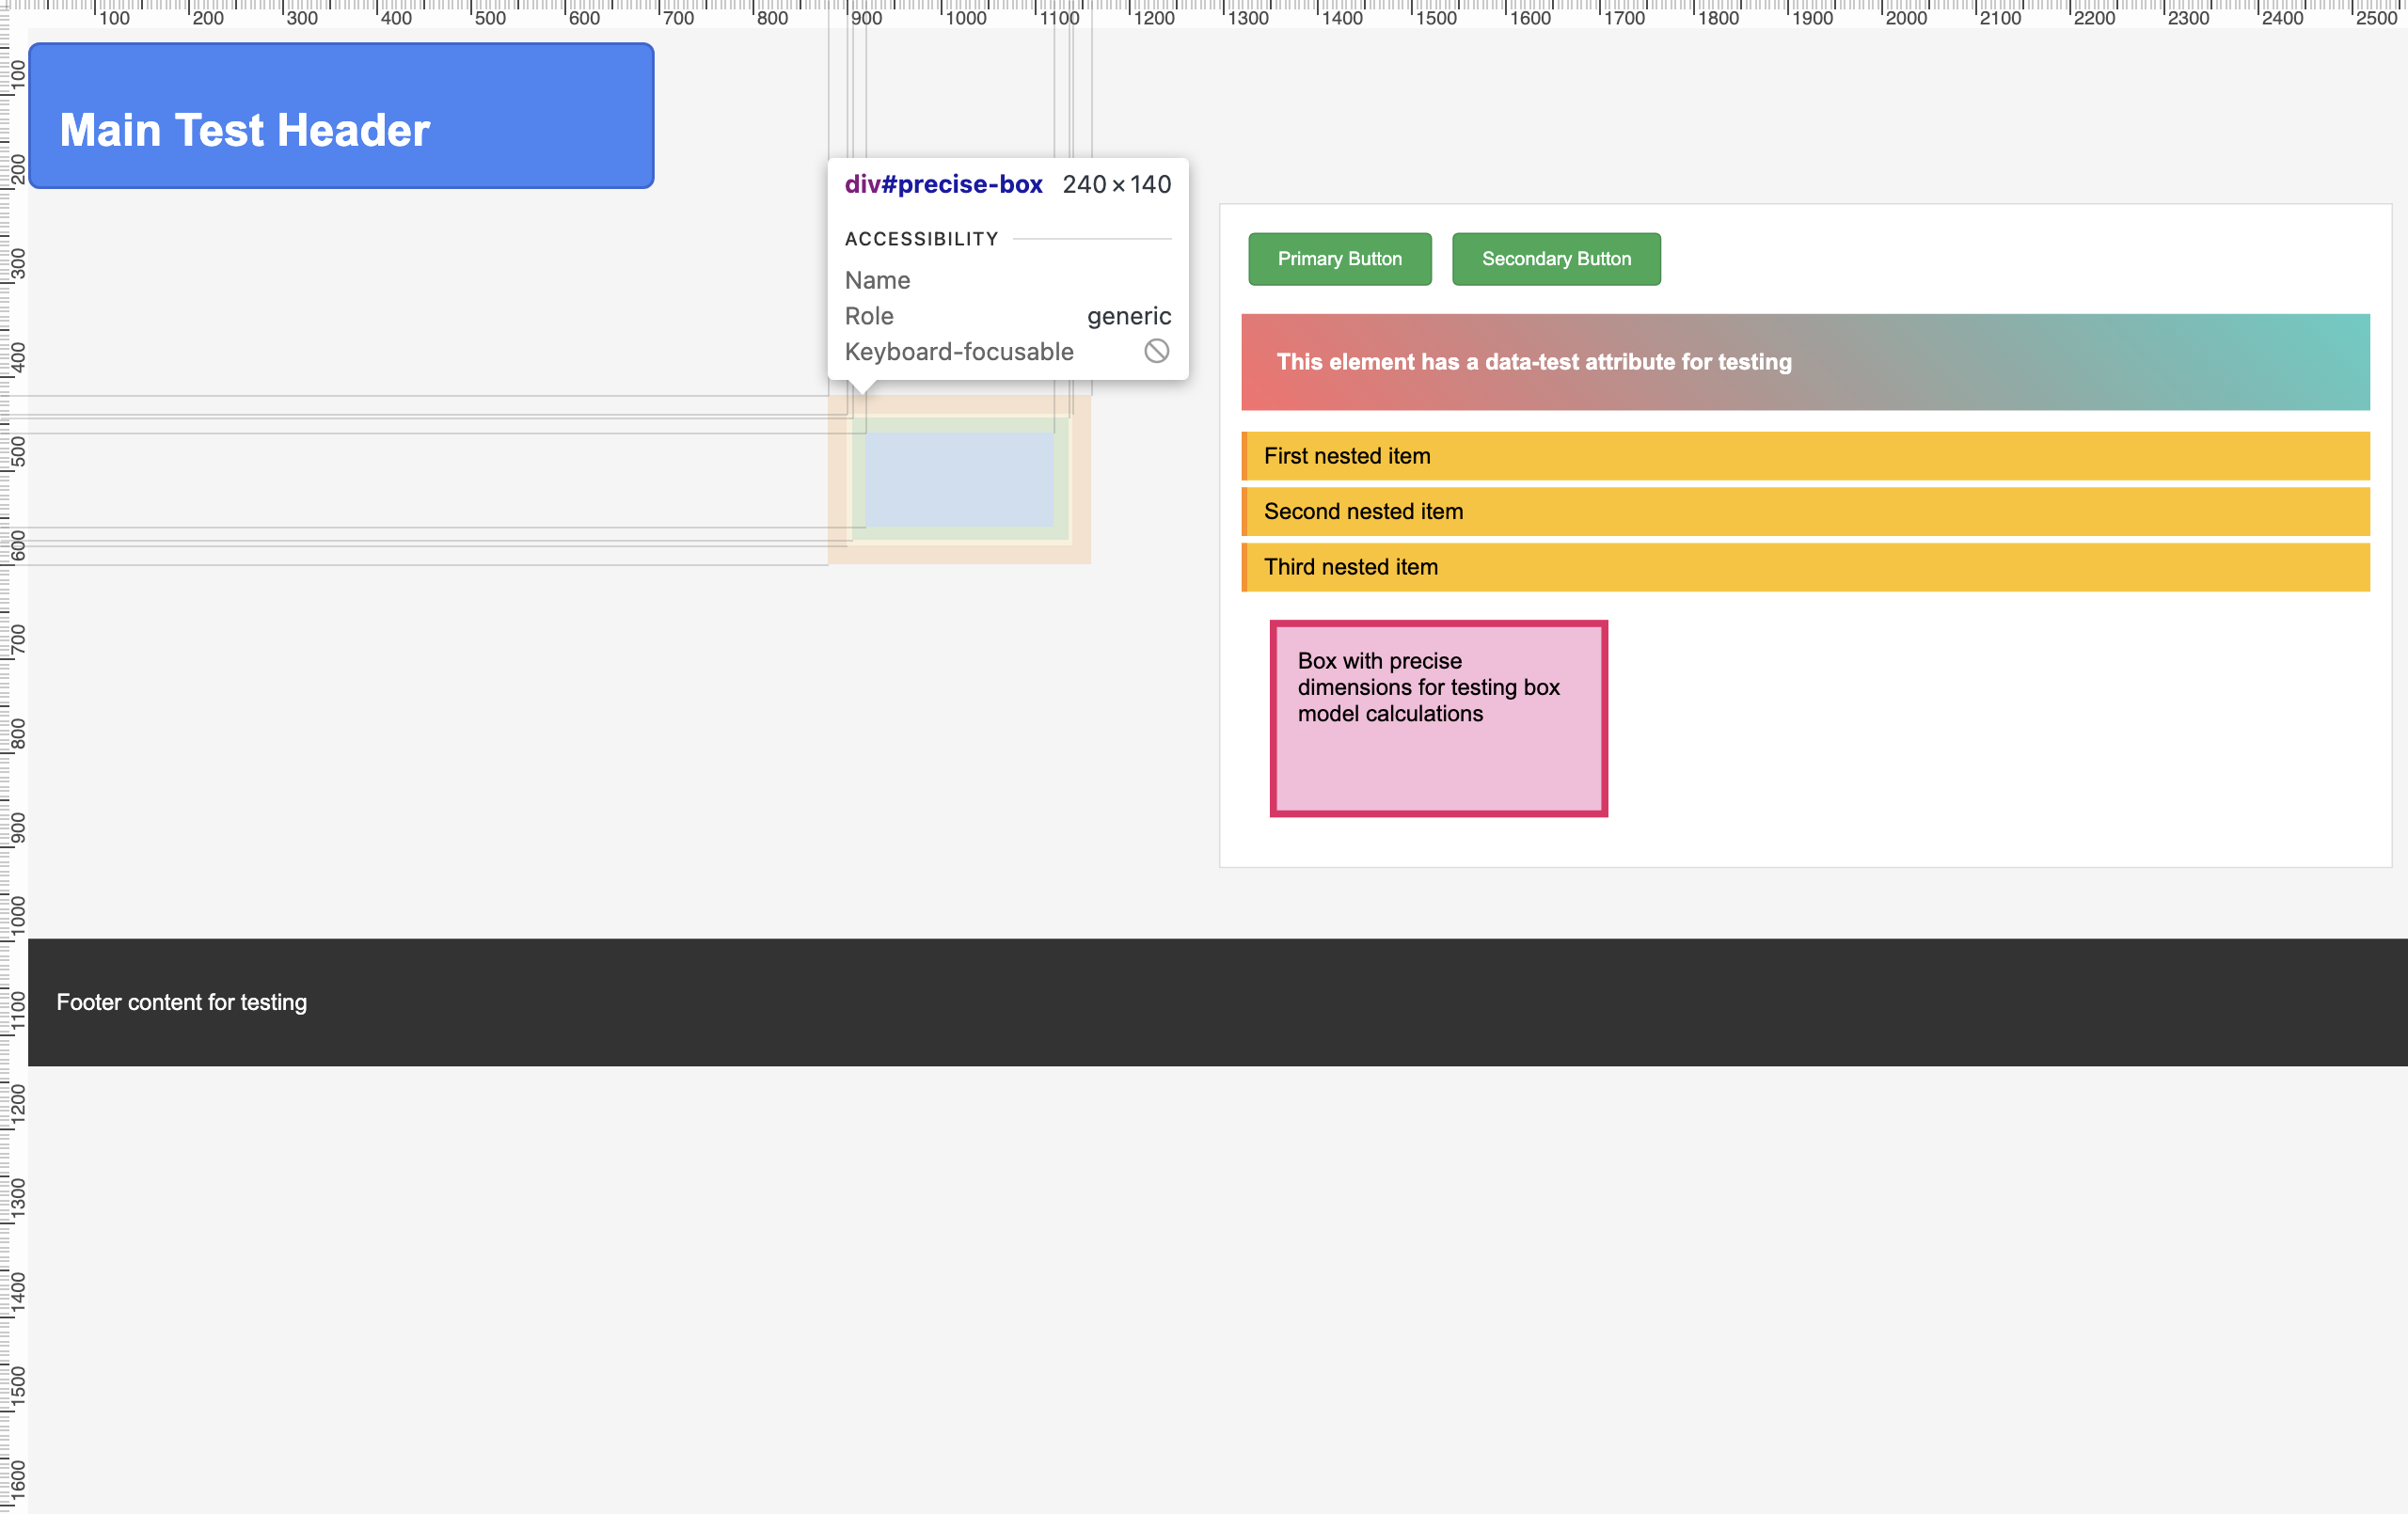 100 200 300 400 500 600 700 800 900 1000 1100 1200 1300 1400 1500 1600 1700 1800 1900 2000 2100 2200 2300 2400 2500
100
200
300
400
500
600
700
800
900
1000
1100
1200
1300
1400
1500
1600
Main Test Header
div#precise-box 240 × 140
ACCESSIBILITY
Name
Role generic
Keyboard-focusable
Primary Button Secondary Button
This element has a data-test attribute for testing
First nested item
Second nested item
Third nested item
Box with precise
dimensions for testing box
model calculations
Footer content for testing